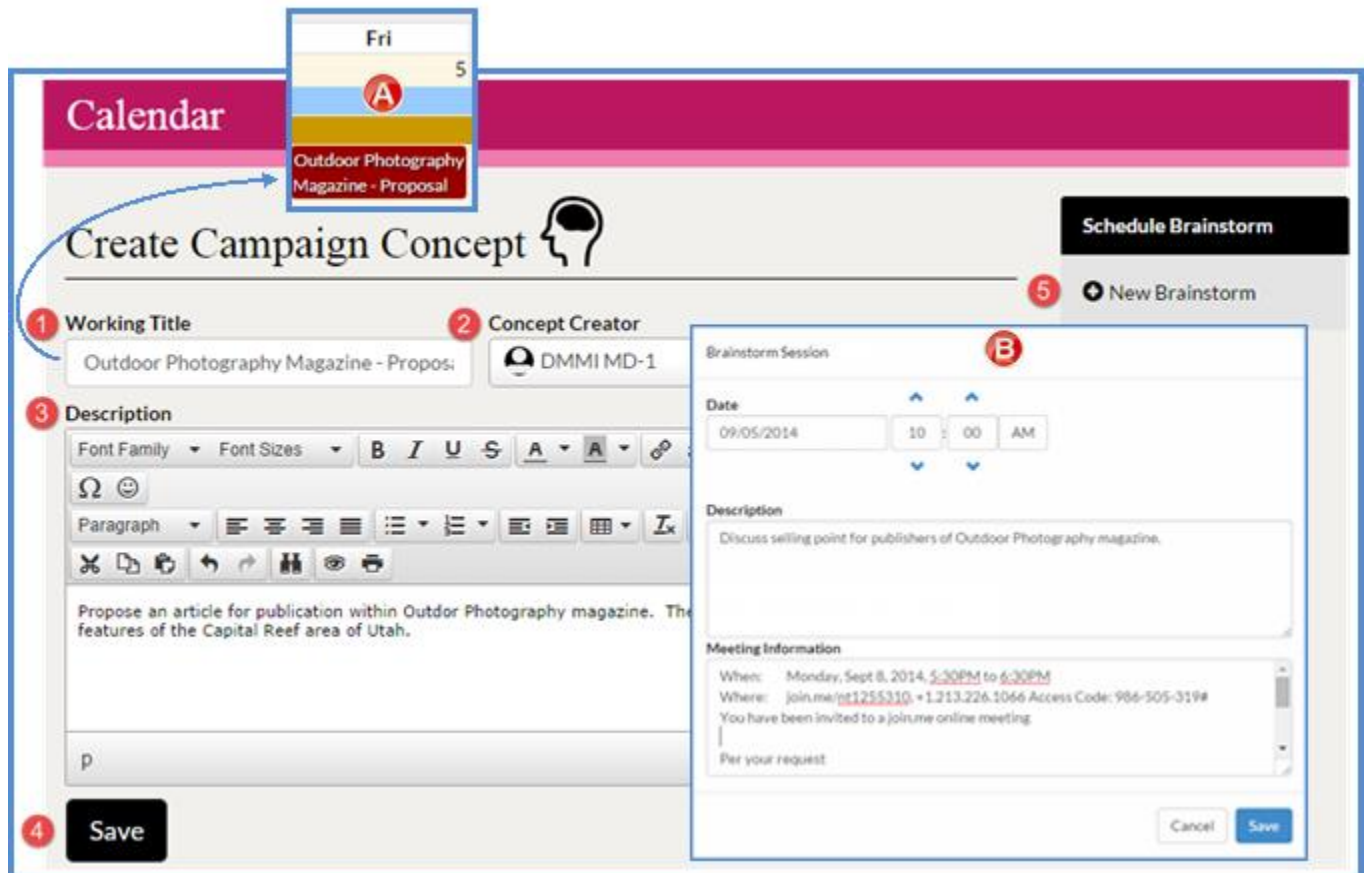 Fri
5
A
Calendar
Outdoor Photography
Magazine - Proposal
Create Campaign Concept
Schedule Brainstorm
5 New Brainstorm
1 Working Title
2 Concept Creator
Outdoor Photography Magazine - Propos
DMMI MD-1
3 Description
Font Family Font Sizes B I U S A A
Ω
Paragraph Tx
Propose an article for publication within Outdor Photography magazine. The
features of the Capital Reef area of Utah.
p
4 Save
Brainstorm Session
B
Date
09/05/2014 10 : 00 AM
Description
Discuss selling point for publishers of Outdoor Photography magazine.
Meeting Information
When: Monday, Sept 8, 2014, 5:30PM to 6:30PM
Where: join.me/nt1255310, +1.213.226.1066 Access Code: 986-505-319#
You have been invited to a join.me online meeting
Per your request
Cancel Save